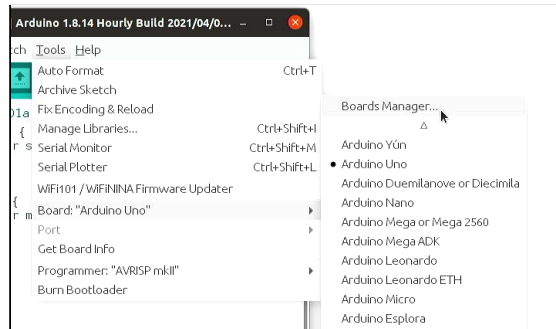 Arduino 1.8.14 Hourly Build 2021/04/0...
tch Tools Help
Auto Format Ctrl+T
Archive Sketch
Fix Encoding & Reload
Manage Libraries... Ctrl+Shift+I
Serial Monitor Ctrl+Shift+M
Serial Plotter Ctrl+Shift+L
WiFi101 / WiFiNINA Firmware Updater
Board: "Arduino Uno"
Port
Get Board Info
Programmer: "AVRISP mkII"
Burn Bootloader
Boards Manager...
Arduino Yún
Arduino Uno
Arduino Duemilanove or Diecimila
Arduino Nano
Arduino Mega or Mega 2560
Arduino Mega ADK
Arduino Leonardo
Arduino Leonardo ETH
Arduino Micro
Arduino Esplora